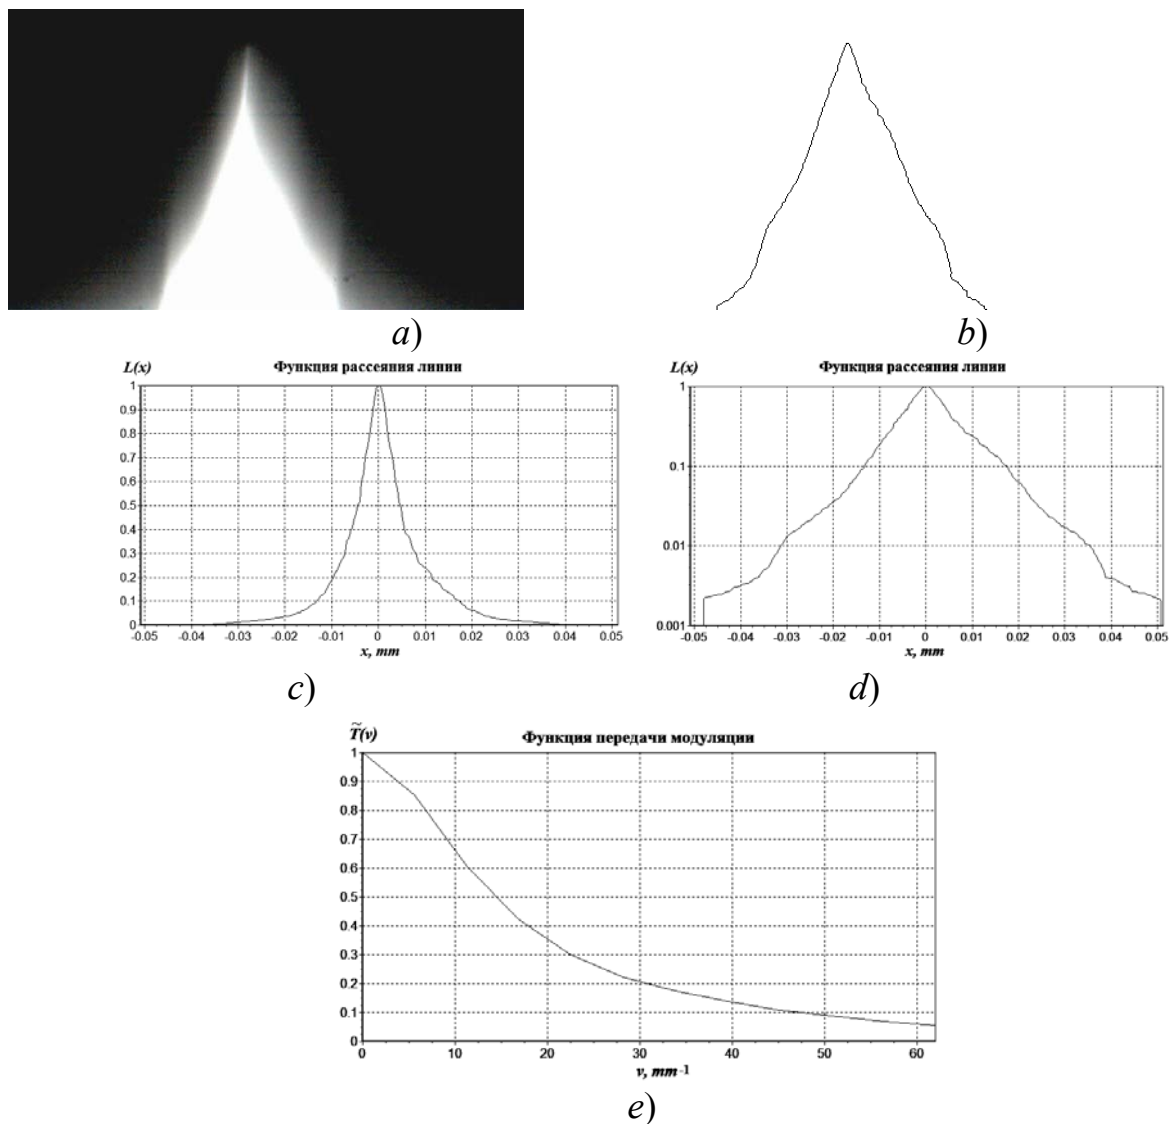 a)
b)
L(x)
Функция рассеяния линии
1
0.9
0.8
0.7
0.6
0.5
0.4
0.3
0.2
0.1
0
-0.05 -0.04 -0.03 -0.02 -0.01 0 0.01 0.02 0.03 0.04 0.05
x, mm
c)
L(x)
Функция рассеяния линии
1
0.1
0.01
0.001
-0.05 -0.04 -0.03 -0.02 -0.01 0 0.01 0.02 0.03 0.04 0.05
x, mm
d)
T̃(ν)
Функция передачи модуляции
1
0.9
0.8
0.7
0.6
0.5
0.4
0.3
0.2
0.1
0
0 10 20 30 40 50 60
ν, mm⁻¹
e)